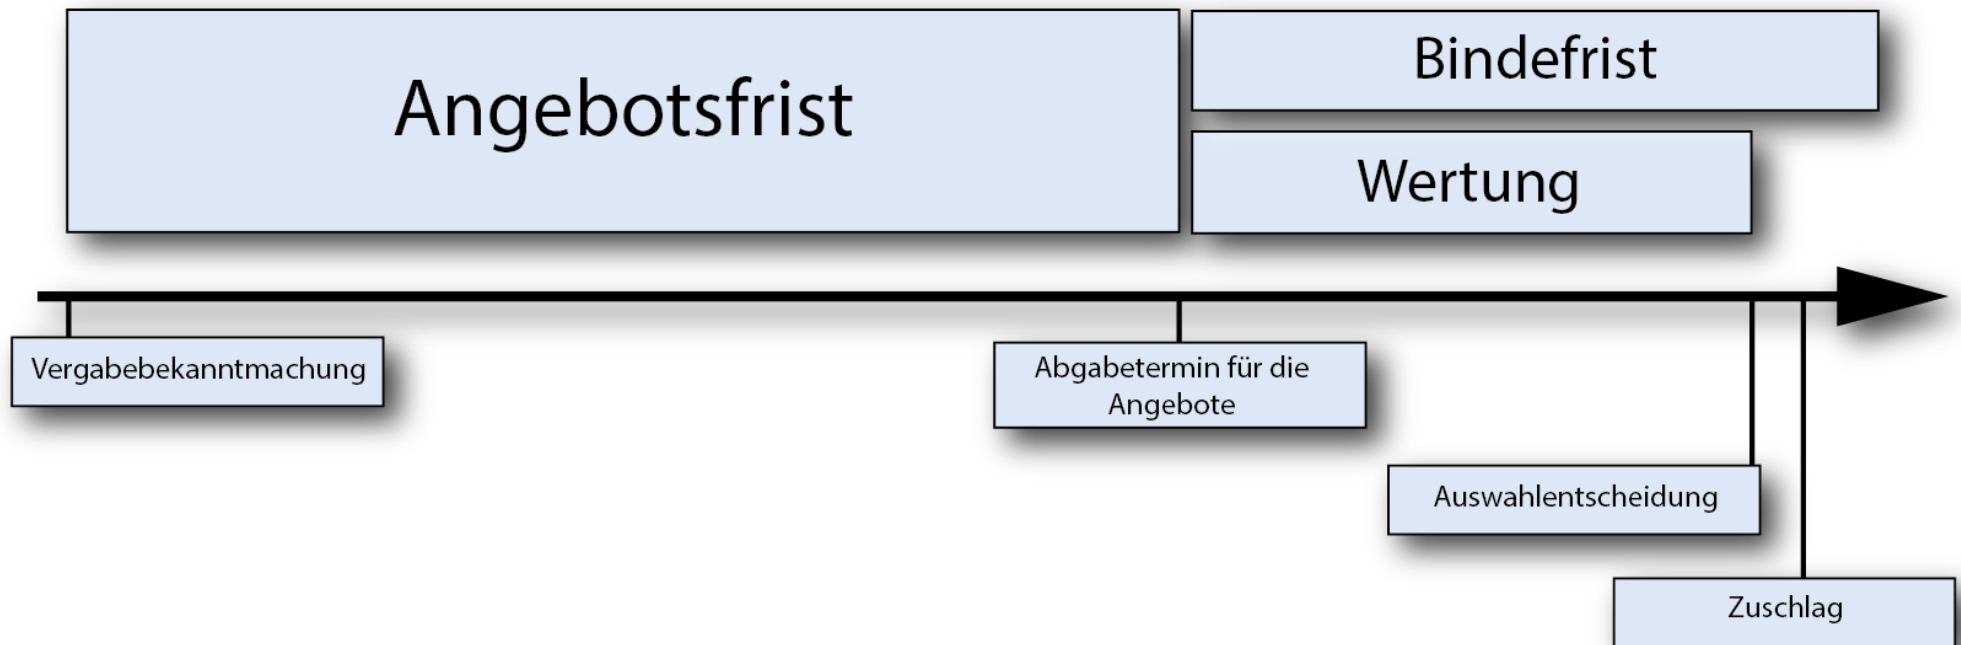 Angebotsfrist
Bindefrist
Wertung
Vergabebekanntmachung
Abgabetermin für die
Angebote
Auswahlentscheidung
Zuschlag